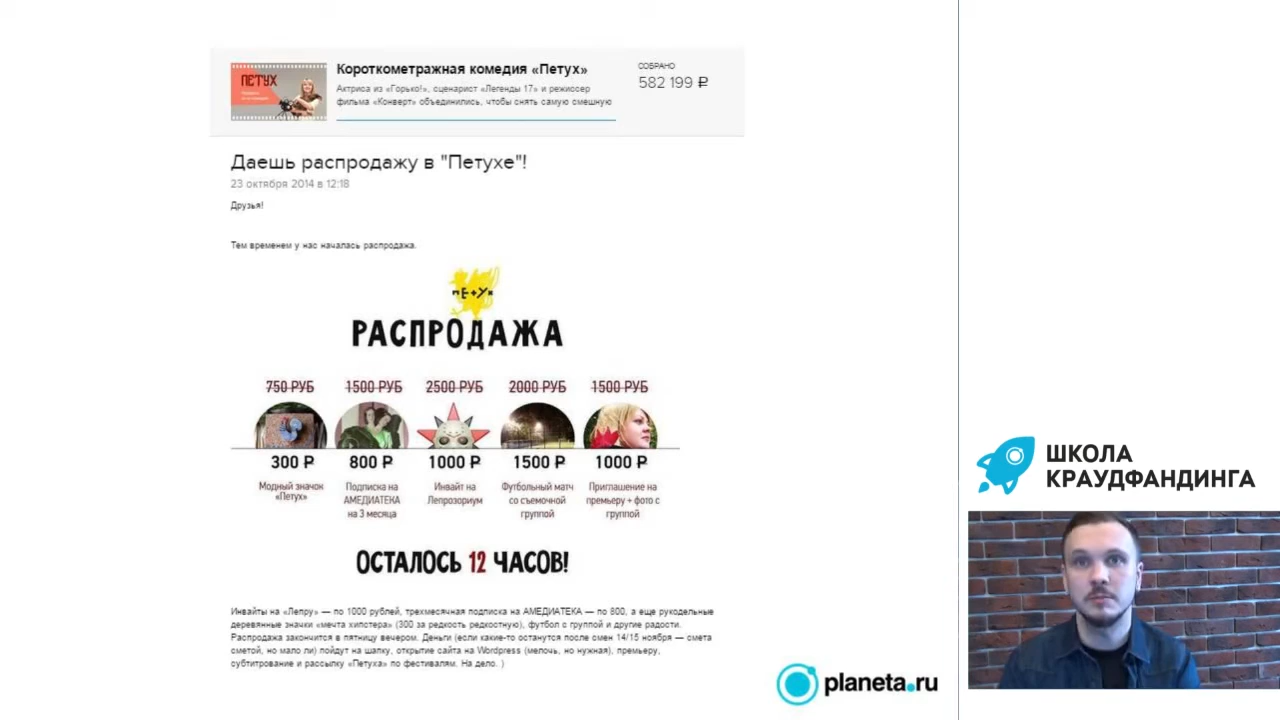 ПЕТУХ
Короткометражная комедия «Петух»
Актриса из «Горько!», сценарист «Легенды 17» и режиссер
фильма «Конверт» объединились, чтобы снять самую смешную
СОБРАНО
582 199 ₽
Даешь распродажу в "Петухе"!
23 октября 2014 в 12:18
Друзья!
Тем временем у нас началась распродажа.
ПЕТУХ
РАСПРОДАЖА
750 РУБ 1500 РУБ 2500 РУБ 2000 РУБ 1500 РУБ
300 ₽ 800 ₽ 1000 ₽ 1500 ₽ 1000 ₽
Модный значок «Петух»
Подписка на АМЕДИАТЕКА на 3 месяца
Инвайт на Лепрозориум
Футбольный матч со съемочной группой
Приглашение на премьеру + фото с группой
ОСТАЛОСЬ 12 ЧАСОВ!
Инвайты на «Лепру» — по 1000 рублей, трехмесячная подписка на АМЕДИАТЕКА — по 800, а еще рукодельые
деревянные значки «мечта хипстера» (300 за редкость редкостную), футбол с группой и другие радости.
Распродажа закончится в пятницу вечером. Деньги (если какие-то останутся после смен 14/15 ноября — смета
сметой, но мало ли) пойдут на шапку, открытие сайта на Wordpress (мелочь, но нужная), премьеру,
субтитрование и рассылку «Петуха» по фестивалям. На дело. )
planeta.ru
ШКОЛА
КРАУДФАНДИНГА